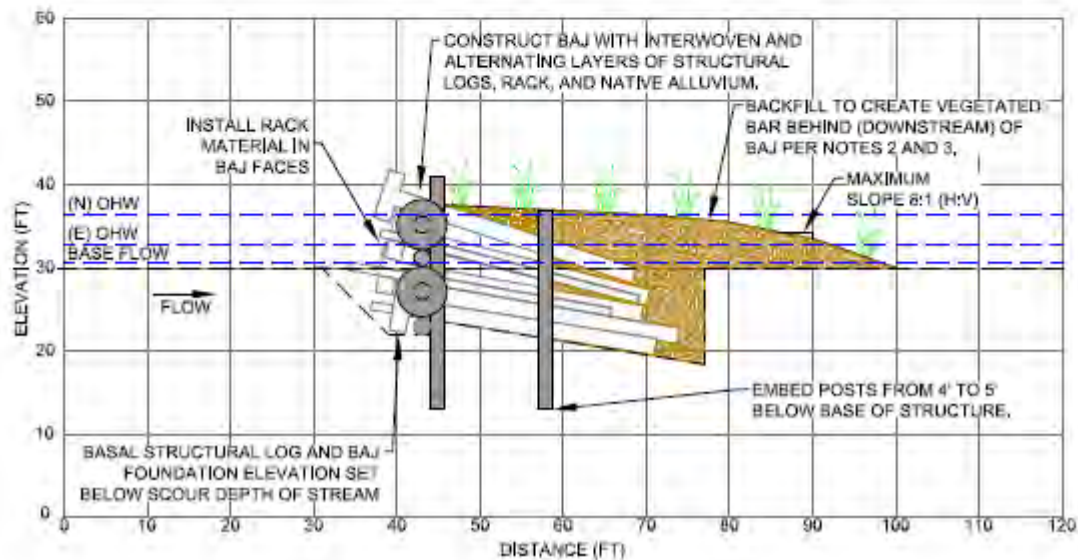 60
50
40
30
20
10
0
ELEVATION (FT)
CONSTRUCT BAJ WITH INTERWOVEN AND
ALTERNATING LAYERS OF STRUCTURAL
LOGS, RACK, AND NATIVE ALLUVIUM.
INSTALL RACK
MATERIAL IN
BAJ FACES
BACKFILL TO CREATE VEGETATED
BAR BEHIND (DOWNSTREAM) OF
BAJ PER NOTES 2 AND 3.
MAXIMUM
SLOPE 8:1 (H:V)
(N) OHW
(E) OHW
BASE FLOW
FLOW
EMBED POSTS FROM 4' TO 5'
BELOW BASE OF STRUCTURE.
BASAL STRUCTURAL LOG AND BAJ
FOUNDATION ELEVATION SET
BELOW SCOUR DEPTH OF STREAM
0 10 20 30 40 50 60 70 80 90 100 110 120
DISTANCE (FT)